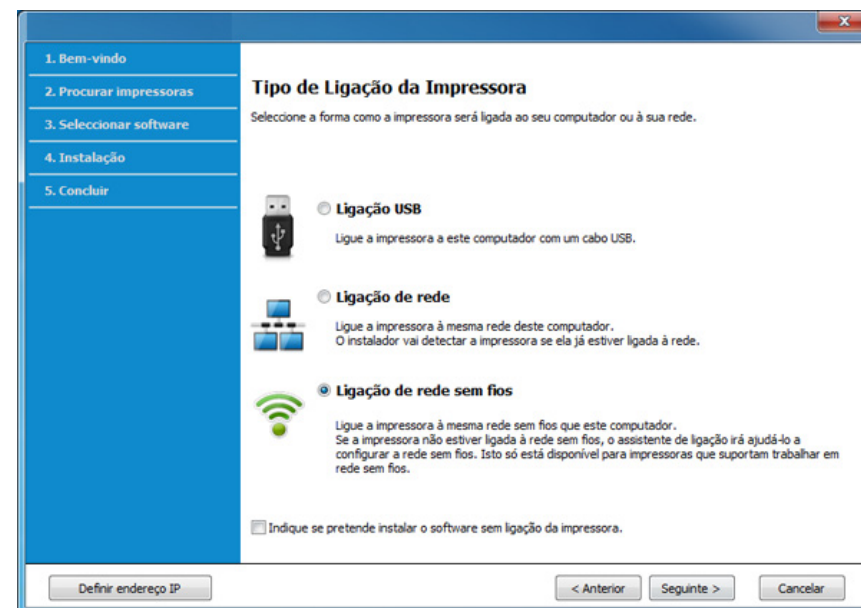 1. Bem-vindo
2. Procurar impressoras
3. Seleccionar software
4. Instalação
5. Concluir
Tipo de Ligação da Impressora
Seleccione a forma como a impressora será ligada ao seu computador ou à sua rede.
Ligação USB
Ligue a impressora a este computador com um cabo USB.
Ligação de rede
Ligue a impressora à mesma rede deste computador.
O instalador vai detectar a impressora se ela já estiver ligada à rede.
Ligação de rede sem fios
Ligue a impressora à mesma rede sem fios que este computador.
Se a impressora não estiver ligada à rede sem fios, o assistente de ligação irá ajudá-lo a
configurar a rede sem fios. Isto só está disponível para impressoras que suportam trabalhar em
rede sem fios.
Indique se pretende instalar o software sem ligação da impressora.
Definir endereço IP
< Anterior
Seguinte >
Cancelar